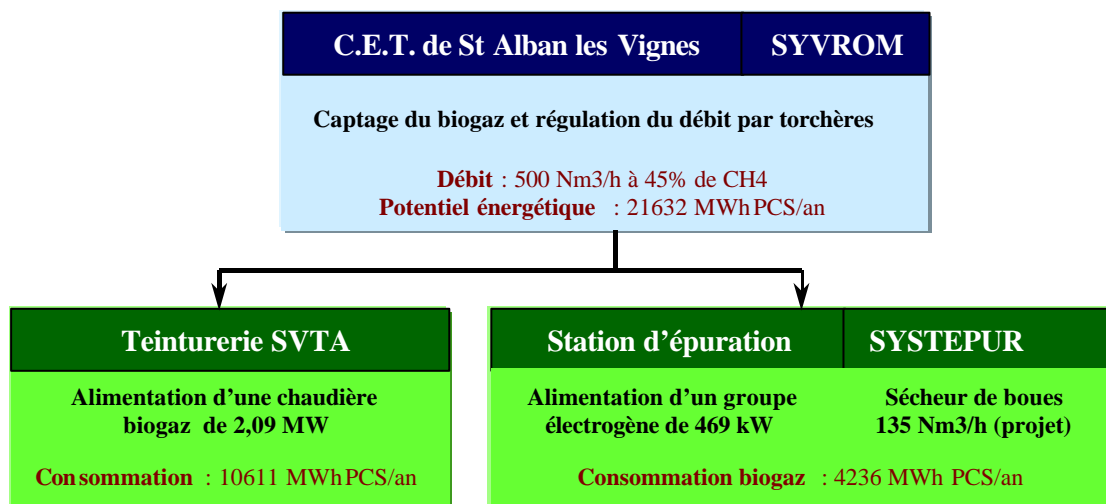 C.E.T. de St Alban les Vignes SYVROM
Captage du biogaz et régulation du débit par torchères
Débit : 500 Nm3/h à 45% de CH4
Potentiel énergétique : 21632 MWh PCS/an
Teinturerie SVTA
Alimentation d'une chaudière
biogaz de 2,09 MW
Consommation : 10611 MWh PCS/an
Station d'épuration SYSTEPUR
Alimentation d'un groupe
électrogène de 469 kW
Sécheur de boues
135 Nm3/h (projet)
Consommation biogaz : 4236 MWh PCS/an